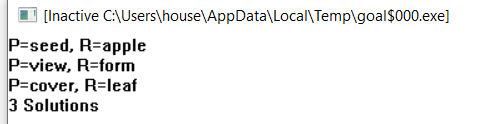 [Inactive C:\Users\house\AppData\Local\Temp\goal$000.exe]
P=seed, R=apple
P=view, R=form
P=cover, R=leaf
3 Solutions